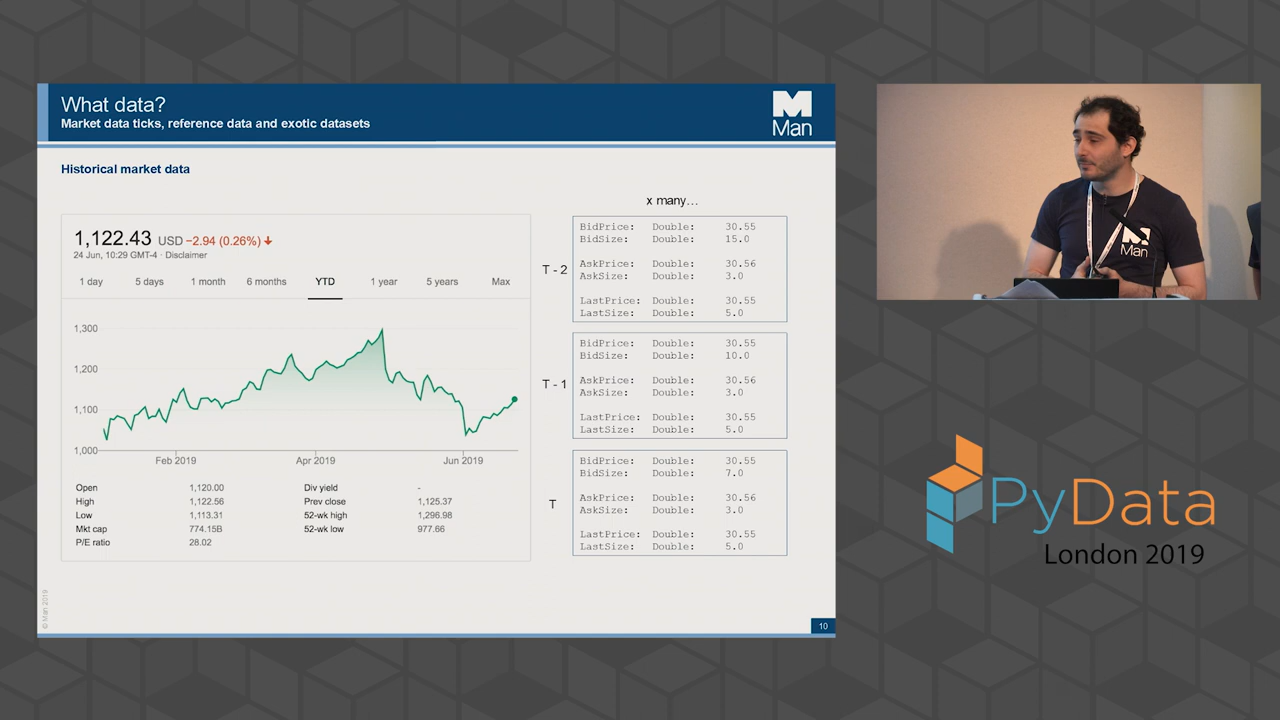 What data?
Market data ticks, reference data and exotic datasets
Man
Historical market data
1,122.43 USD −2.94 (0.26%)
24 Jun, 10:29 GMT-4 · Disclaimer
1 day 5 days 1 month 6 months YTD 1 year 5 years Max
1,300
1,200
1,100
1,000
Feb 2019 Apr 2019 Jun 2019
Open 1,120.00 Div yield -
High 1,122.56 Prev close 1,125.37
Low 1,113.31 52-wk high 1,296.98
Mkt cap 774.15B 52-wk low 977.66
P/E ratio 28.02
x many…
T - 2
BidPrice: Double: 30.55
BidSize: Double: 15.0
AskPrice: Double: 30.56
AskSize: Double: 3.0
LastPrice: Double: 30.55
LastSize: Double: 5.0
T - 1
BidPrice: Double: 30.55
BidSize: Double: 10.0
AskPrice: Double: 30.56
AskSize: Double: 3.0
LastPrice: Double: 30.55
LastSize: Double: 5.0
T
BidPrice: Double: 30.55
BidSize: Double: 7.0
AskPrice: Double: 30.56
AskSize: Double: 3.0
LastPrice: Double: 30.55
LastSize: Double: 5.0
© Man 2019
10
Man
PyData
London 2019